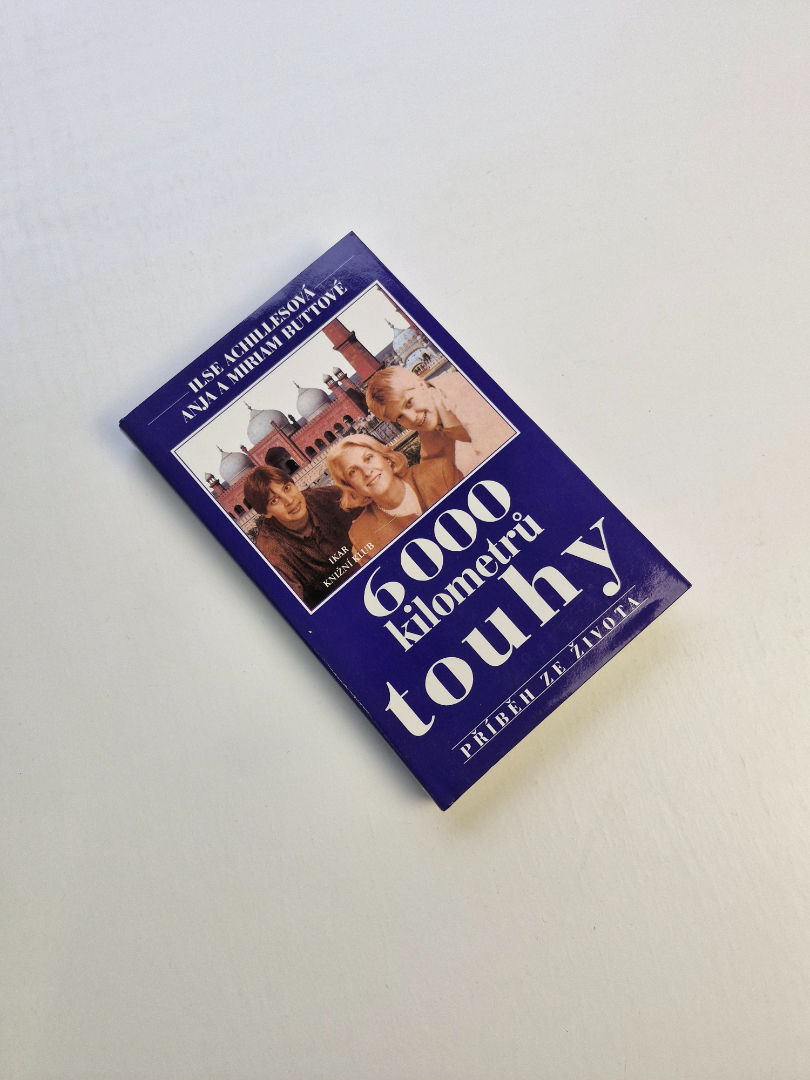 ILSE ACHILLESOVÁ
ANJA A MIRIAM BUTTOVÉ
IKAR
KNIŽNÍ KLUB
6000
kilometrů
touhy
PŘÍBĚH ZE ŽIVOTA